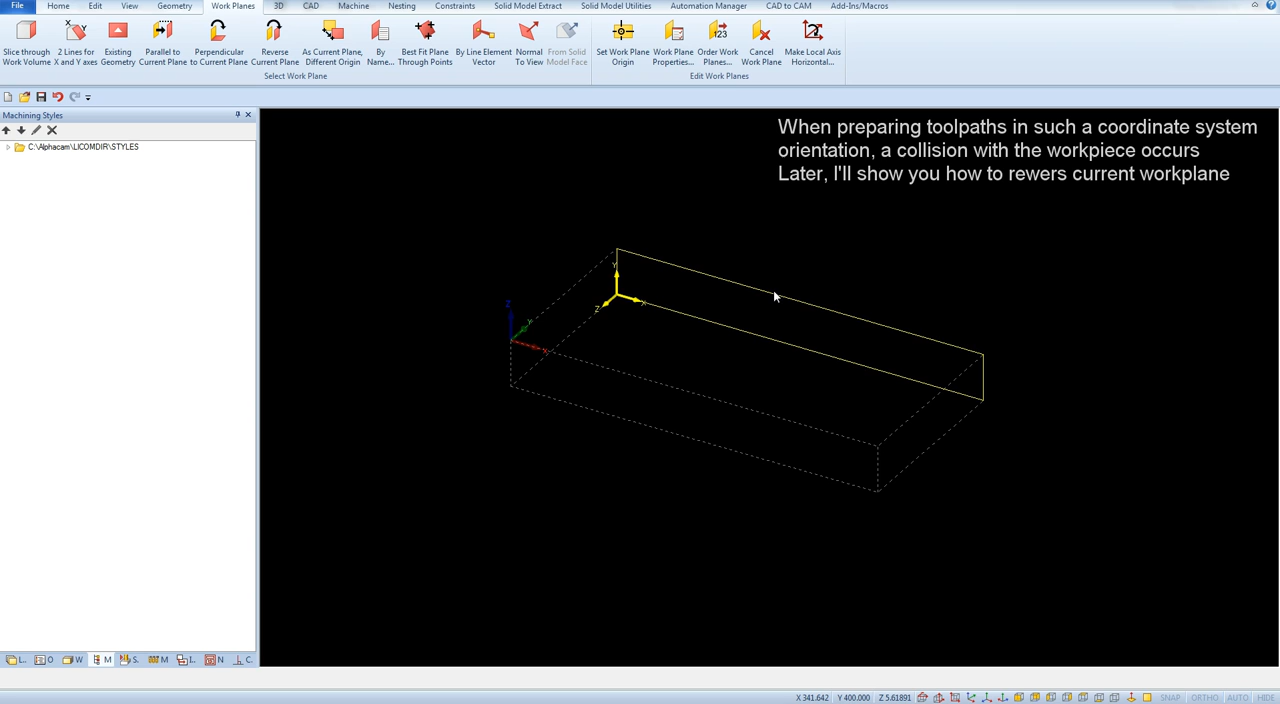 File Home Edit View Geometry Work Planes 3D CAD Machine Nesting Constraints Solid Model Extract Solid Model Utilities Automation Manager CAD to CAM Add-Ins/Macros
Slice through 2 Lines for Existing Parallel to Perpendicular Reverse As Current Plane, By Best Fit Plane By Line Element Normal From Solid Set Work Plane Work Plane Order Work Cancel Make Local Axis
Work Volume X and Y axes Geometry Current Plane to Current Plane Current Plane Different Origin Name... Through Points Vector To View Model Face Origin Properties... Planes... Work Plane Horizontal...
Select Work Plane Edit Work Planes
Machining Styles
C:\Alphacam\LICOMDIR\STYLES
When preparing toolpaths in such a coordinate system
orientation, a collision with the workpiece occurs
Later, I'll show you how to rewers current workplane
Y
X
Z
Z
Y
X
L.. O W M S. M I.. N C.
X 341.642 Y 400.000 Z 5.61891 SNAP ORTHO AUTO HIDE